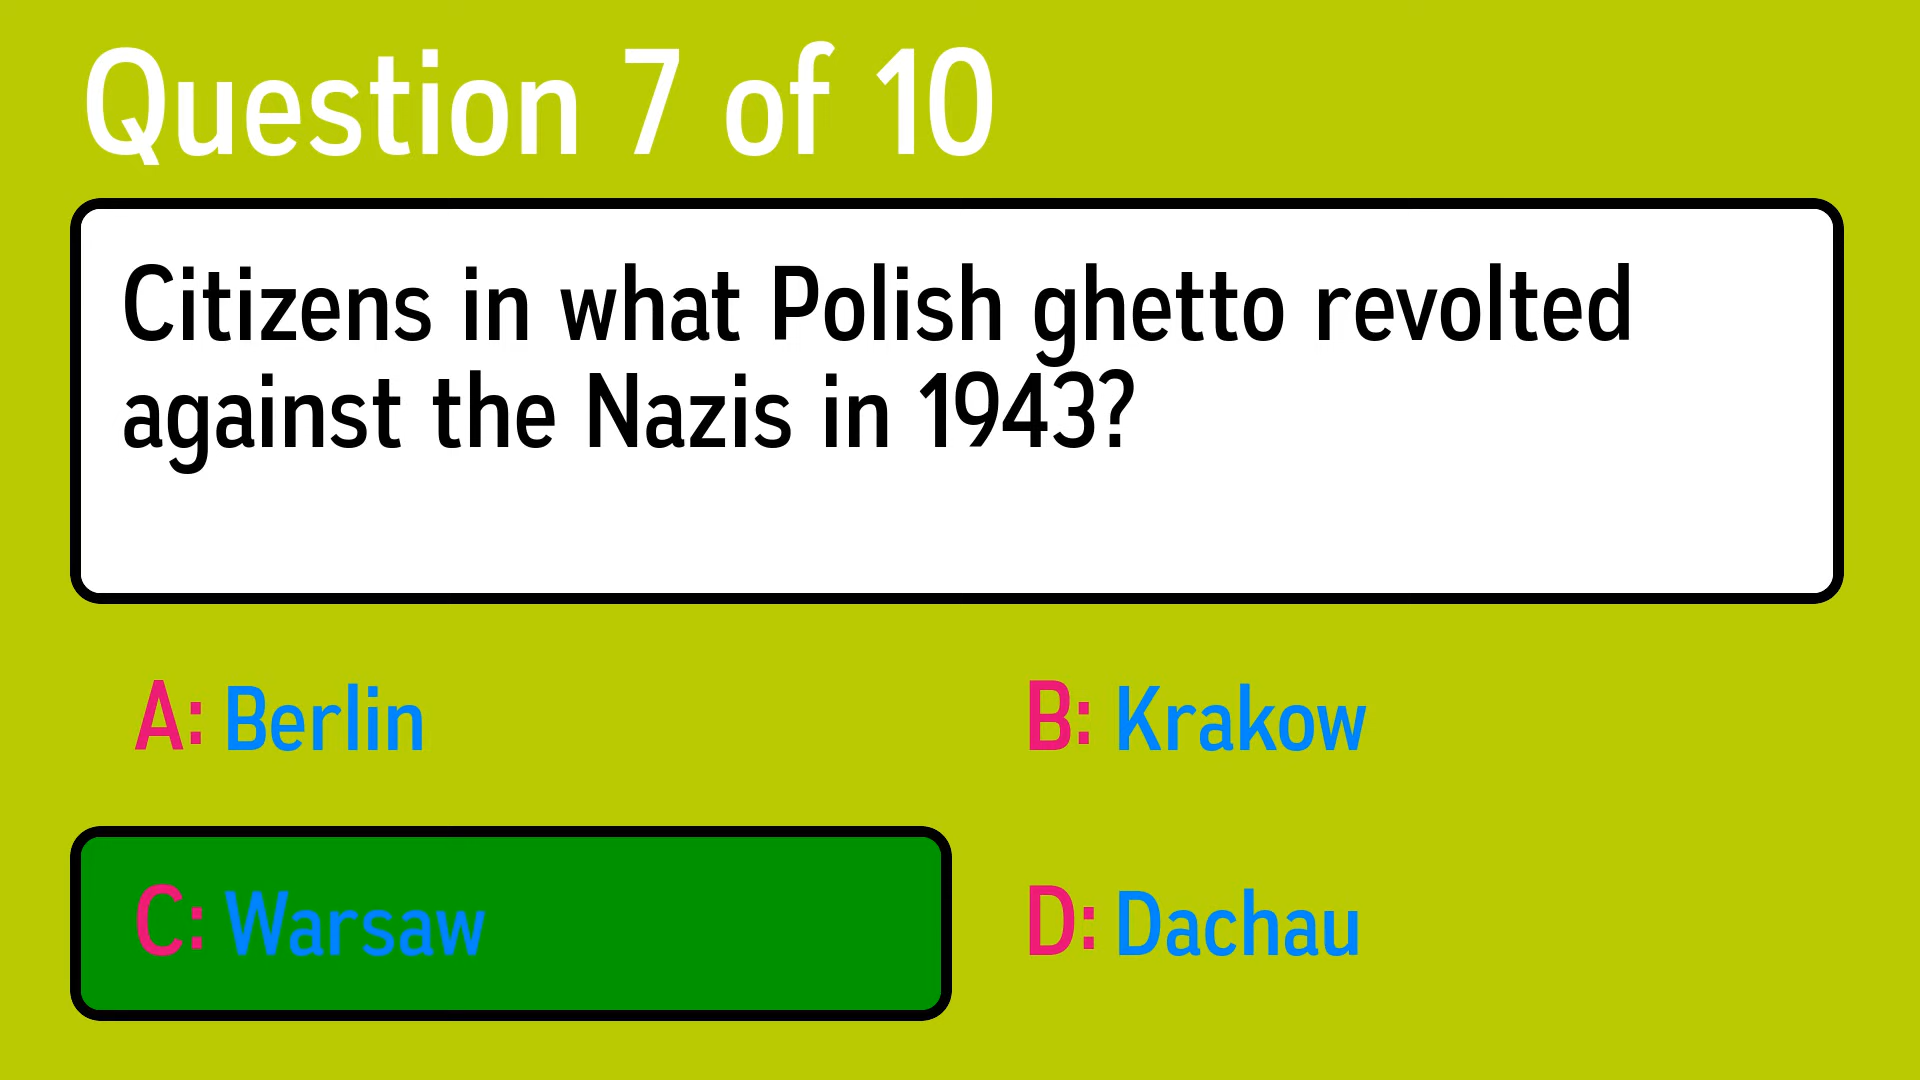 Question 7 of 10
Citizens in what Polish ghetto revolted
against the Nazis in 1943?
A: Berlin
B: Krakow
C: Warsaw
D: Dachau